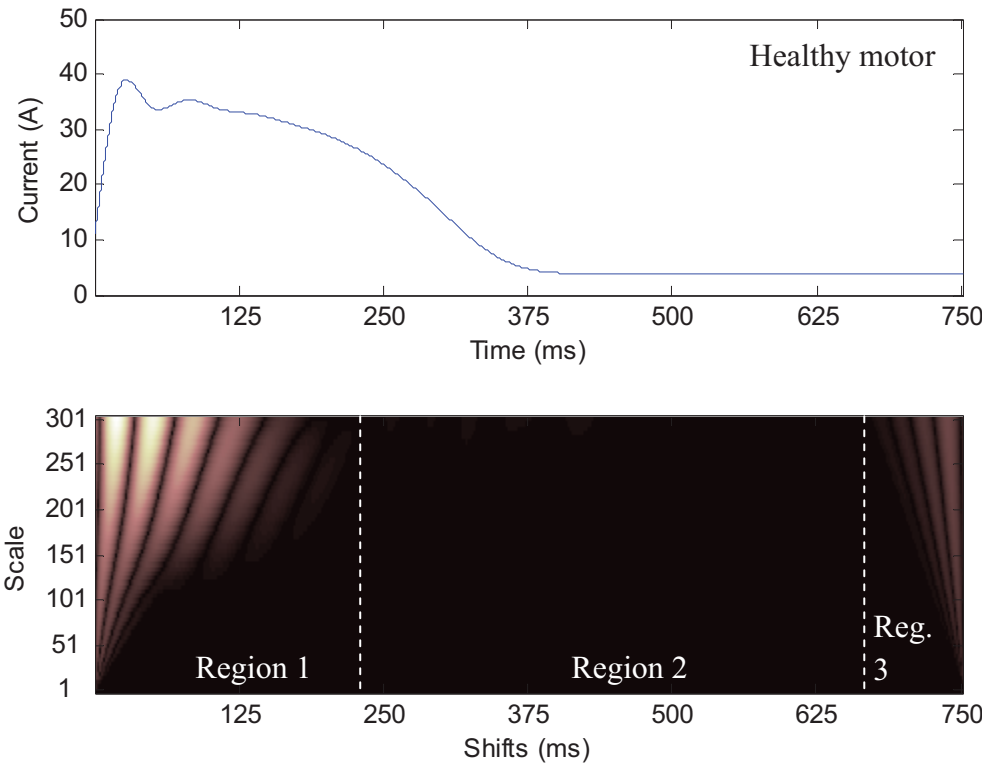 50
40
30
20
10
0
Current (A)
Healthy motor
125 250 375 500 625 750
Time (ms)
301
251
201
151
101
51
1
Scale
Region 1
Region 2
Reg.
3
125 250 375 500 625 750
Shifts (ms)